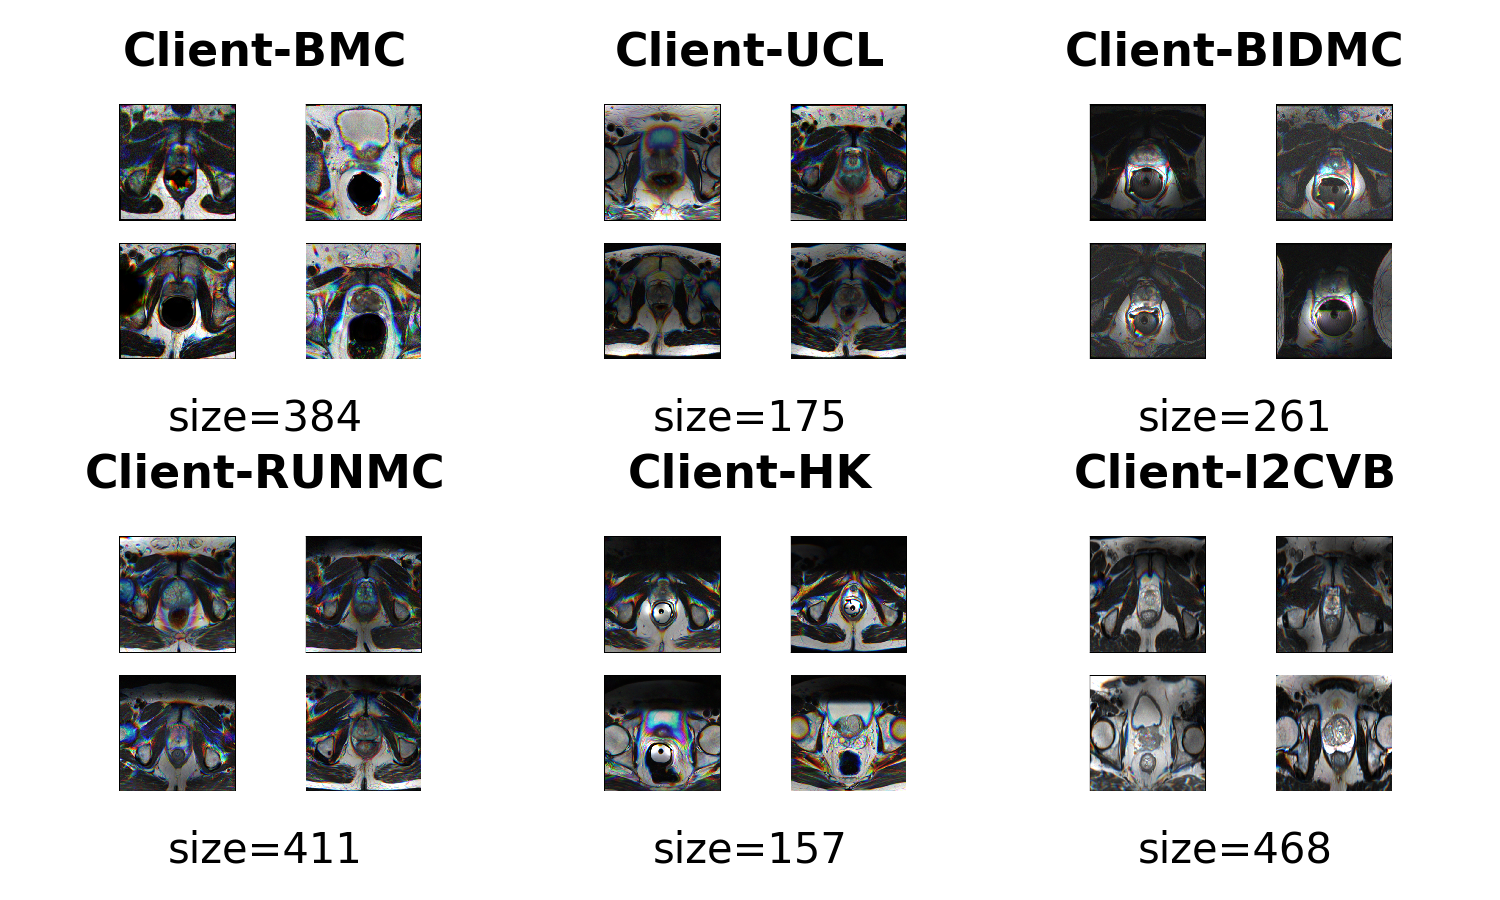 Client-BMC
Client-UCL
Client-BIDMC
size=384
size=175
size=261
Client-RUNMC
Client-HK
Client-I2CVB
size=411
size=157
size=468